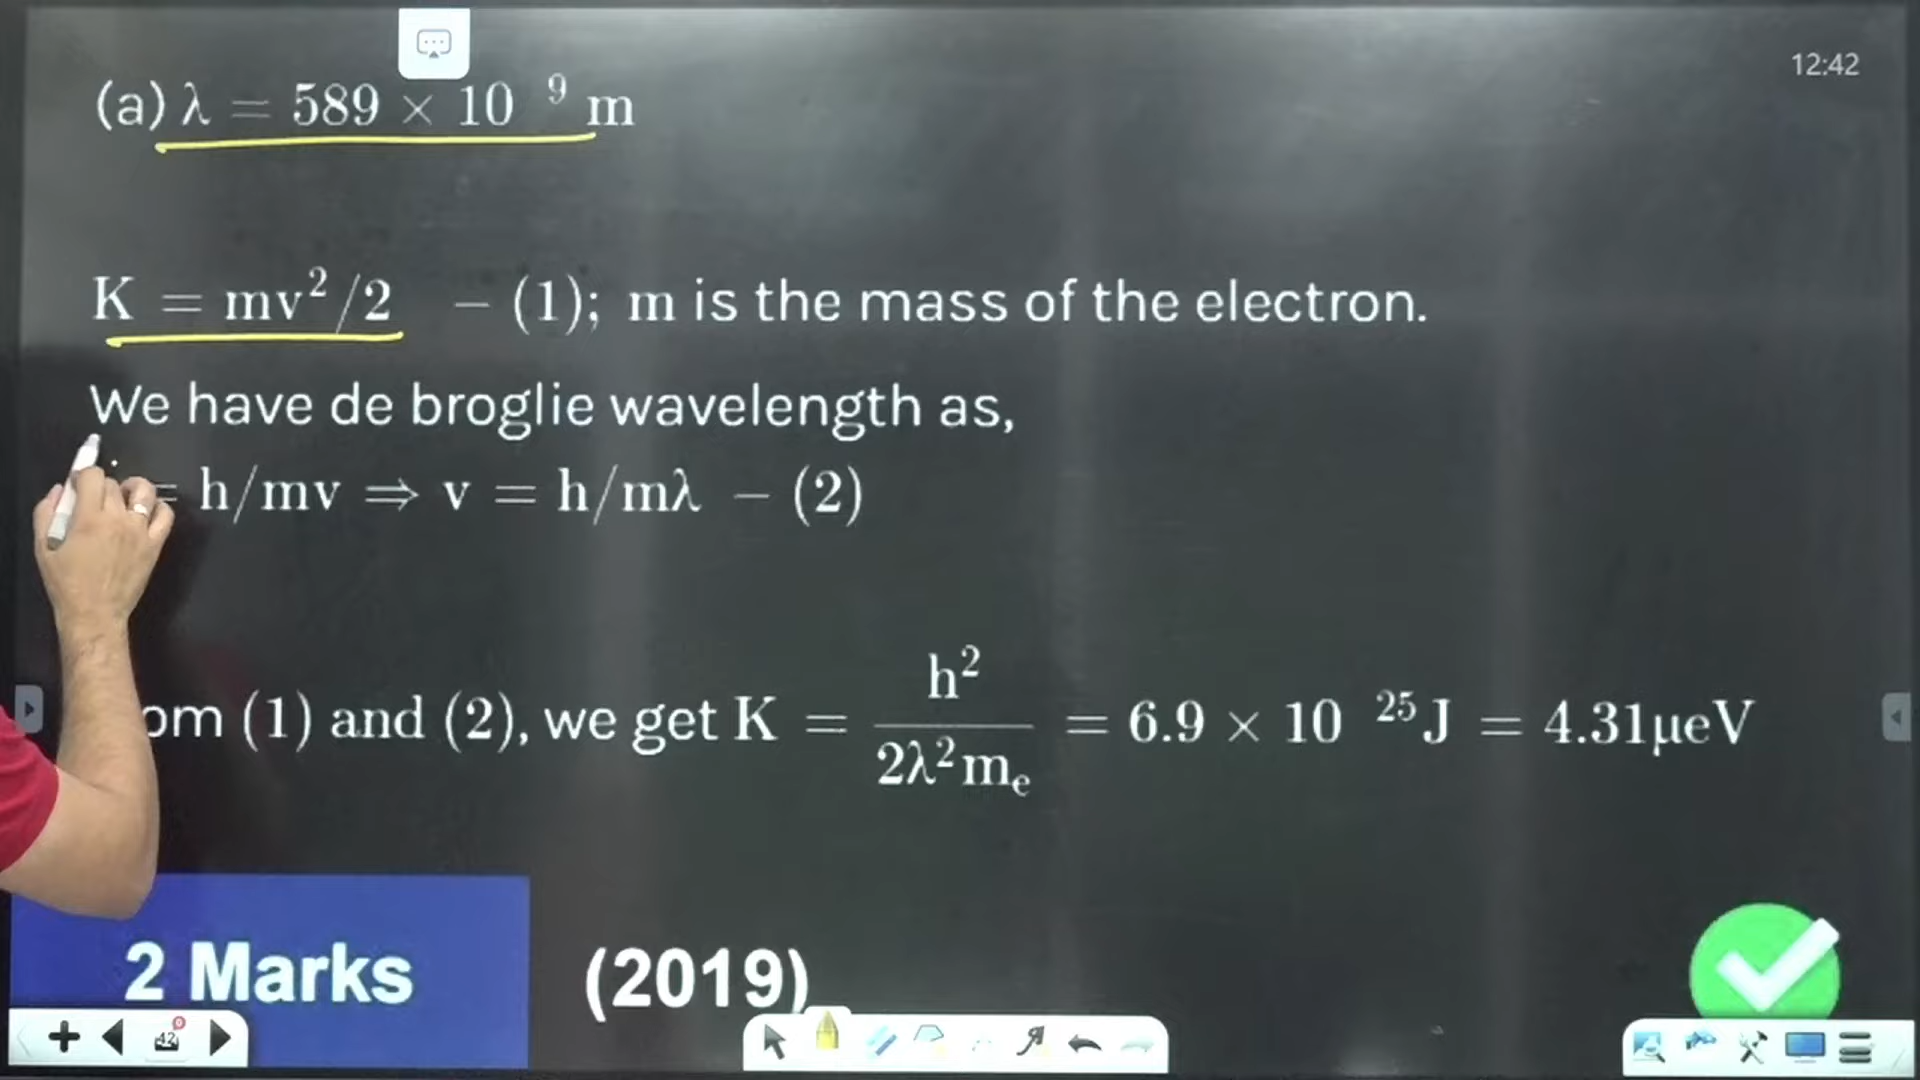 12:42
(a) λ = 589 × 10 ⁹ m
K = mv²/2 – (1); m is the mass of the electron.
We have de broglie wavelength as,
= h/mv ⇒ v = h/mλ – (2)
om (1) and (2), we get K = h²/2λ²mₑ = 6.9 × 10 ²⁵ J = 4.31μeV
2 Marks (2019)
42 0